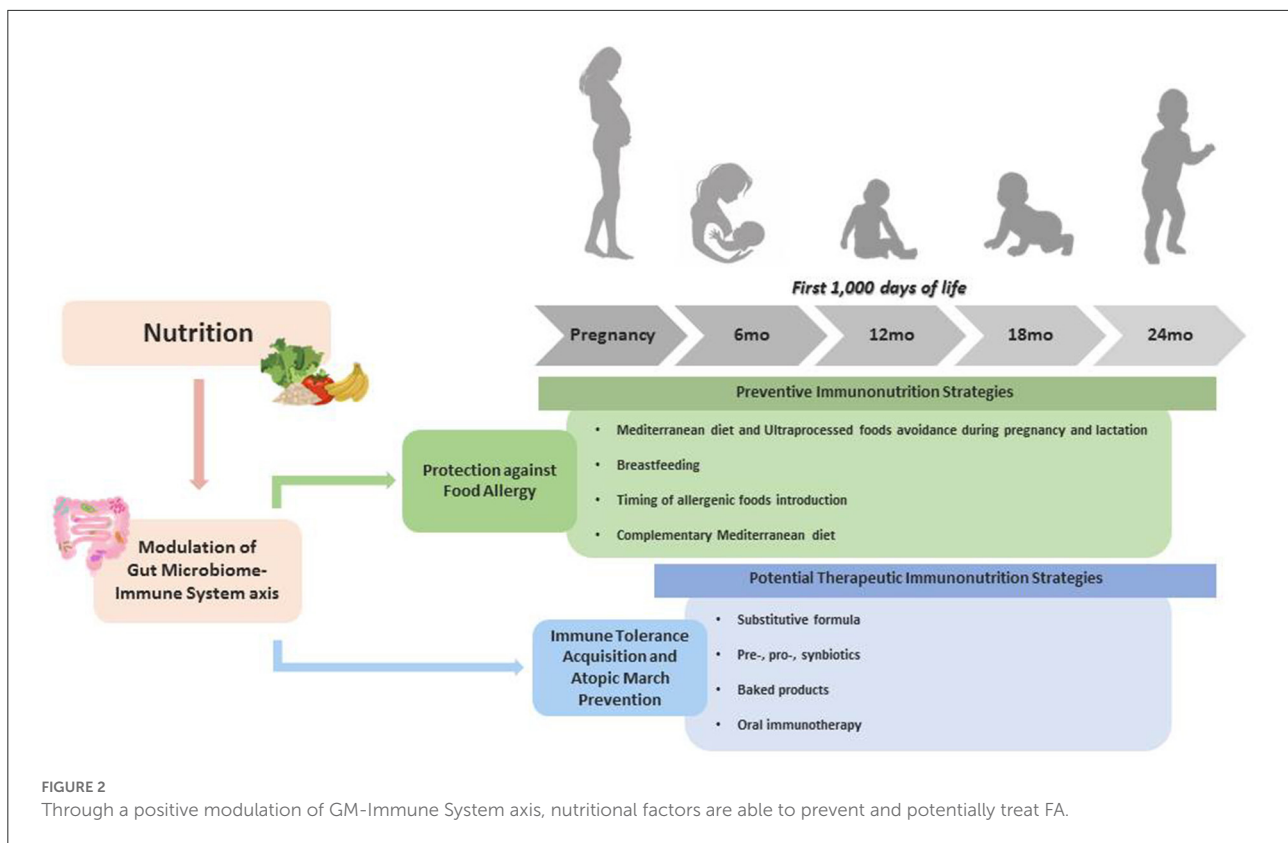 First 1,000 days of life
Nutrition
Pregnancy
6mo
12mo
18mo
24mo
Preventive Immunonutrition Strategies
Protection against
Food Allergy
• Mediterranean diet and Ultraprocessed foods avoidance during pregnancy and lactation
• Breastfeeding
• Timing of allergenic foods introduction
• Complementary Mediterranean diet
Modulation of
Gut Microbiome-
Immune System axis
Potential Therapeutic Immunonutrition Strategies
Immune Tolerance
Acquisition and
Atopic March
Prevention
• Substitutive formula
• Pre-, pro-, synbiotics
• Baked products
• Oral immunotherapy
FIGURE 2
Through a positive modulation of GM-Immune System axis, nutritional factors are able to prevent and potentially treat FA.